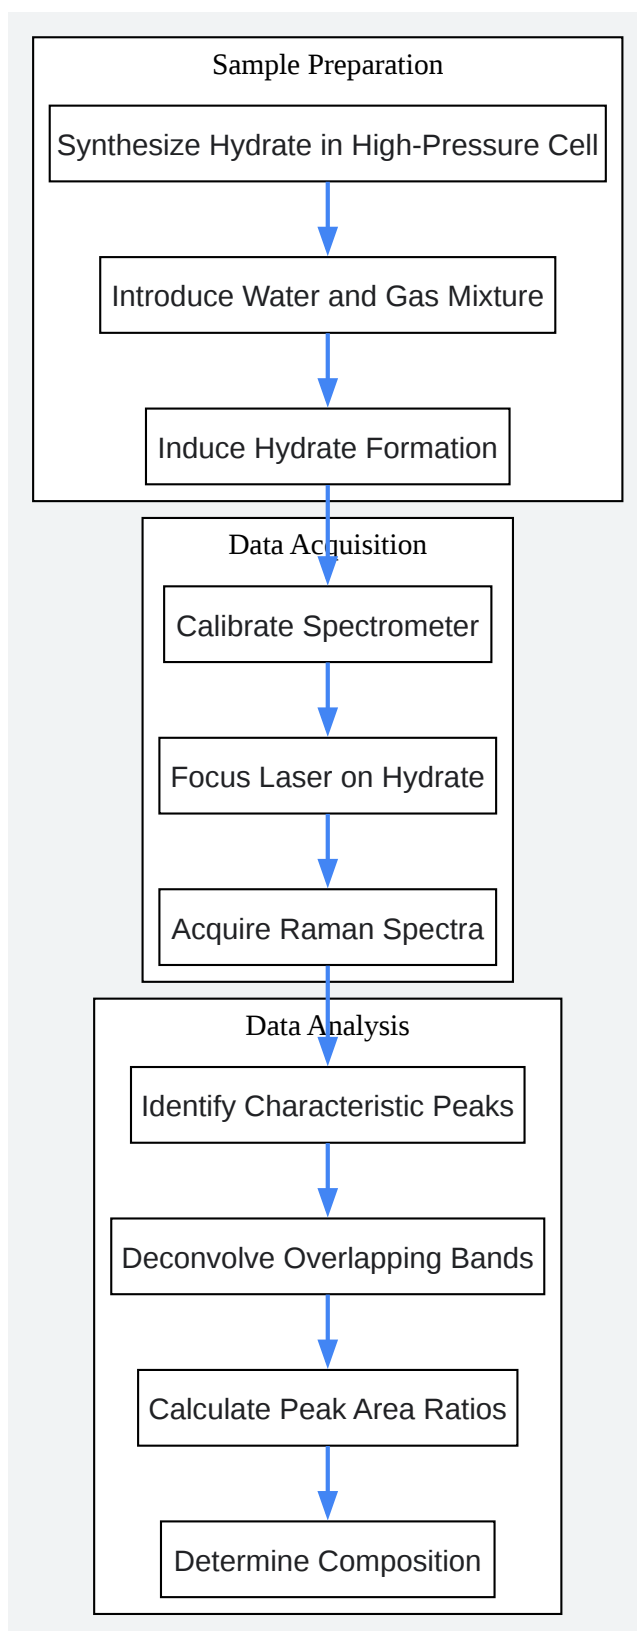 Sample Preparation
Synthesize Hydrate in High-Pressure Cell
Introduce Water and Gas Mixture
Induce Hydrate Formation
Data Acquisition
Calibrate Spectrometer
Focus Laser on Hydrate
Acquire Raman Spectra
Data Analysis
Identify Characteristic Peaks
Deconvolve Overlapping Bands
Calculate Peak Area Ratios
Determine Composition